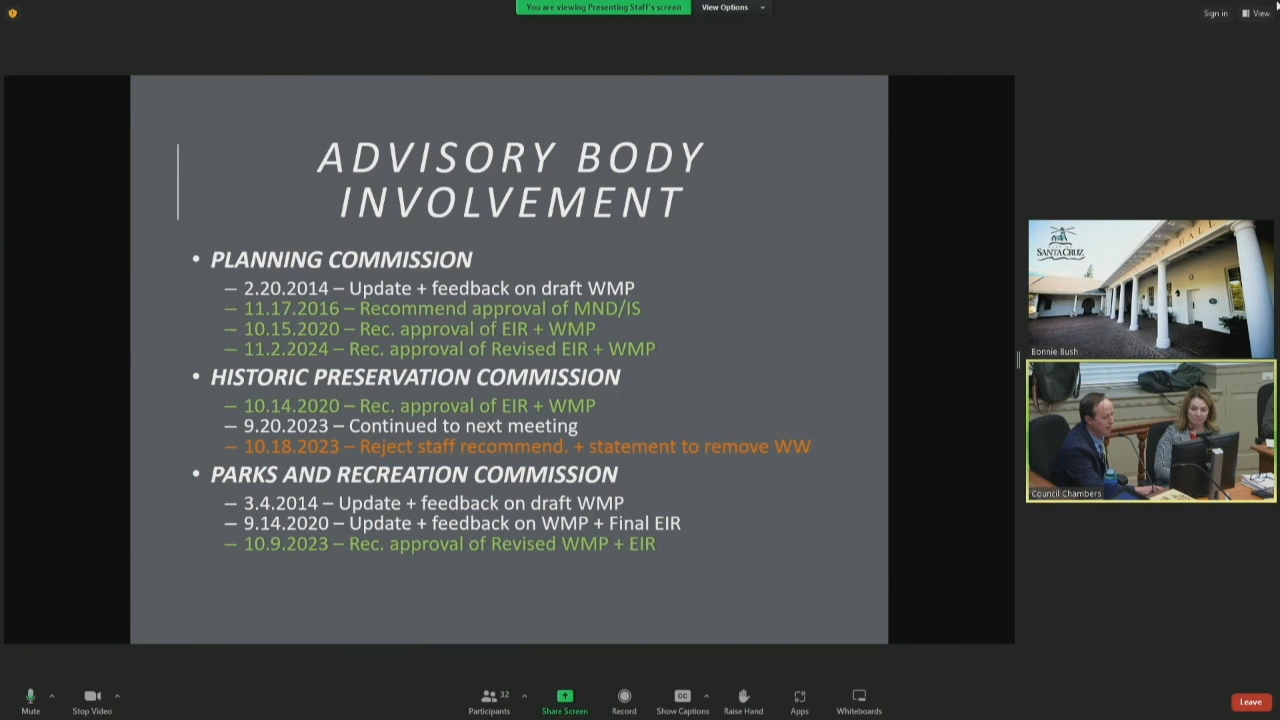 You are viewing Presenting Staff's screen
View Options
Sign in
View
ADVISORY BODY
INVOLVEMENT
• PLANNING COMMISSION
– 2.20.2014 – Update + feedback on draft WMP
– 11.17.2016 – Recommend approval of MND/IS
– 10.15.2020 – Rec. approval of EIR + WMP
– 11.2.2024 – Rec. approval of Revised EIR + WMP
• HISTORIC PRESERVATION COMMISSION
– 10.14.2020 – Rec. approval of EIR + WMP
– 9.20.2023 – Continued to next meeting
– 10.18.2023 – Reject staff recommend. + statement to remove WW
• PARKS AND RECREATION COMMISSION
– 3.4.2014 – Update + feedback on draft WMP
– 9.14.2020 – Update + feedback on WMP + Final EIR
– 10.9.2023 – Rec. approval of Revised WMP + EIR
SANTA CRUZ
HALL
Bonnie Bush
Council Chambers
Mute
Stop Video
Participants
32
Share Screen
Record
CC
Show Captions
Raise Hand
Apps
Whiteboards
Leave